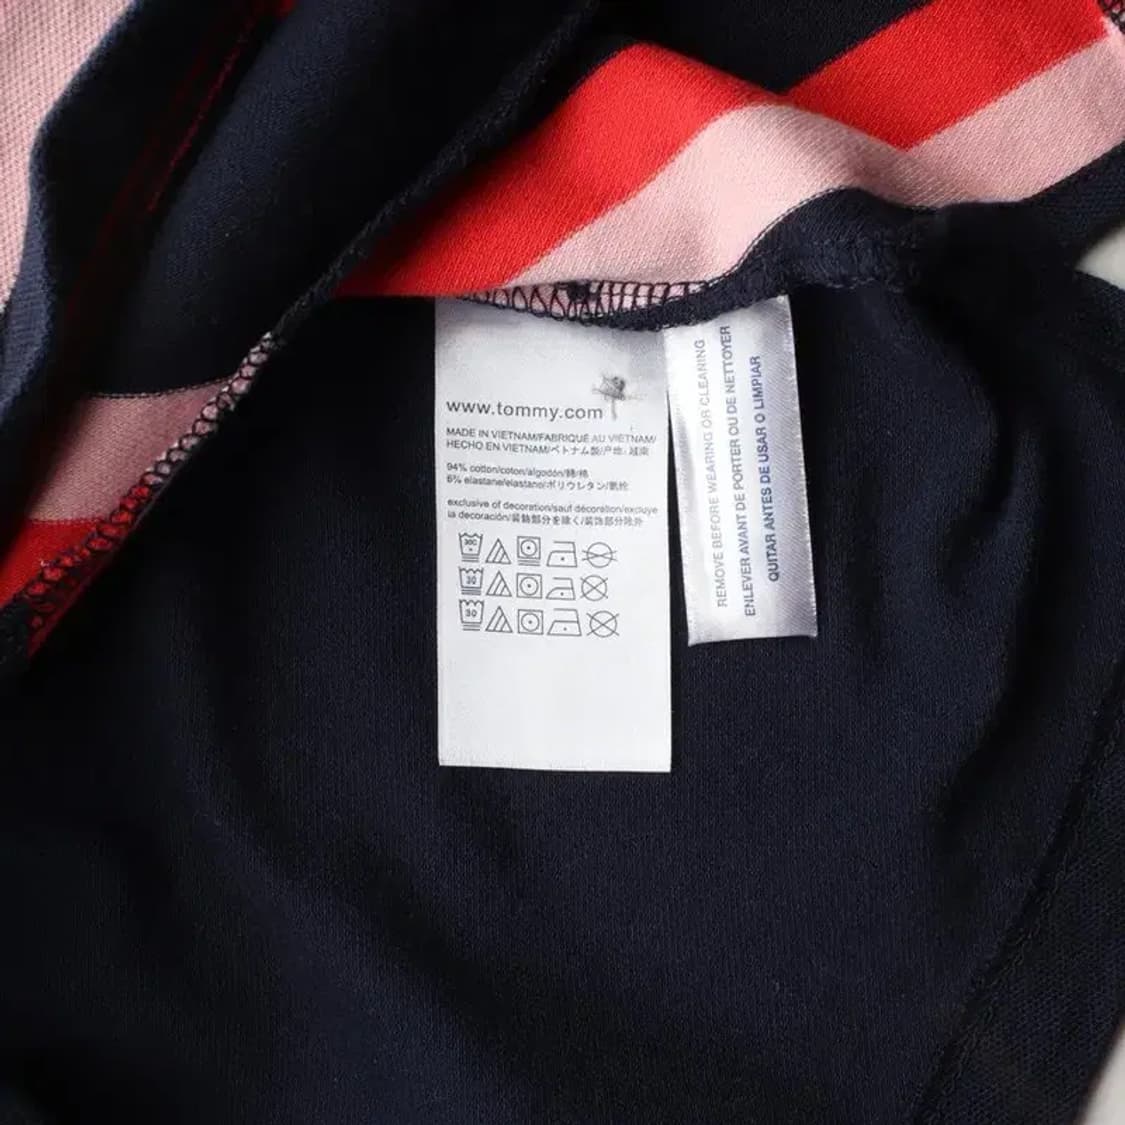 www.tommy.com
MADE IN VIETNAM/FABRIQUÉ AU VIETNAM/
HECHO EN VIETNAM/ベトナム製/产地: 越南
94% cotton/coton/algodón/綿/棉
6% elastane/elastano/ポリウレタン/氨纶
exclusive of decoration/sauf décoration/excluye
la decoración/装飾部分を除く/装饰部分除外
30C
30
30
REMOVE BEFORE WEARING OR CLEANING
ENLEVER AVANT DE PORTER OU DE NETTOYER
QUITAR ANTES DE USAR O LIMPIAR